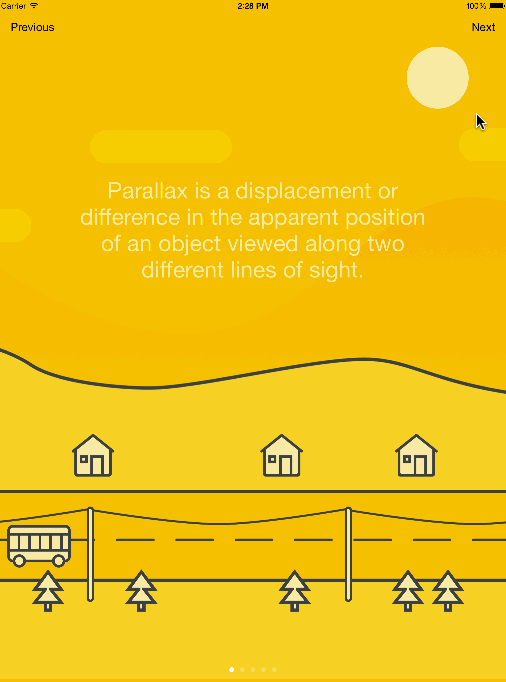 Carrier 2:28 PM 100%
Previous Next
Parallax is a displacement or
difference in the apparent position
of an object viewed along two
different lines of sight.